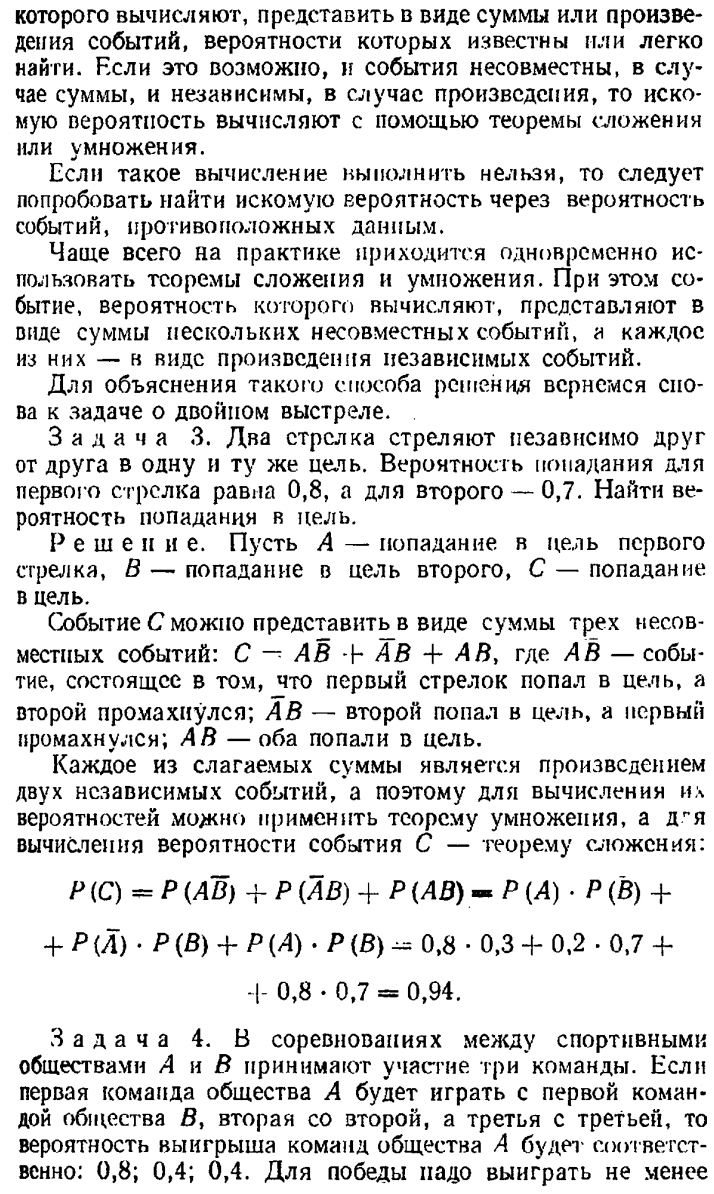 которого вычисляют, представить в виде суммы или произве-
дения событий, вероятности которых известны или легко
найти. Если это возможно, и события несовместны, в слу-
чае суммы, и независимы, в случае произведения, то иско-
мую вероятность вычисляют с помощью теоремы сложения
или умножения.
Если такое вычисление выполнить нельзя, то следует
попробовать найти искомую вероятность через вероятность
событий, противоположных данным.
Чаще всего на практике приходится одновременно ис-
пользовать теоремы сложения и умножения. При этом со-
бытие, вероятность которого вычисляют, представляют в
виде суммы нескольких несовместных событий, а каждое
из них — в виде произведения независимых событий.
Для объяснения такого способа решения вернемся сно-
ва к задаче о двойном выстреле.
Задача 3. Два стрелка стреляют независимо друг
от друга в одну и ту же цель. Вероятность попадания для
первого стрелка равна 0,8, а для второго — 0,7. Найти ве-
роятность попадания в цель.
Решение. Пусть A — попадание в цель первого
стрелка, B — попадание в цель второго, C — попадание
в цель.
Событие C можно представить в виде суммы трех несов-
местных событий: C = AB̅ + A̅B + AB, где AB̅ — собы-
тие, состоящее в том, что первый стрелок попал в цель, а
второй промахнулся; A̅B — второй попал в цель, а первый
промахнулся; AB — оба попали в цель.
Каждое из слагаемых суммы является произведением
двух независимых событий, а поэтому для вычисления их
вероятностей можно применить теорему умножения, а для
вычисления вероятности события C — теорему сложения:
P (C) = P (AB̅) + P (A̅B) + P (AB) = P (A) · P (B̅) +
+ P (A̅) · P (B) + P (A) · P (B) = 0,8 · 0,3 + 0,2 · 0,7 +
+ 0,8 · 0,7 = 0,94.
Задача 4. В соревнованиях между спортивными
обществами A и B принимают участие три команды. Если
первая команда общества A будет играть с первой коман-
дой общества B, вторая со второй, а третья с третьей, то
вероятность выигрыша команд общества A будет соответст-
венно: 0,8; 0,4; 0,4. Для победы надо выиграть не менее